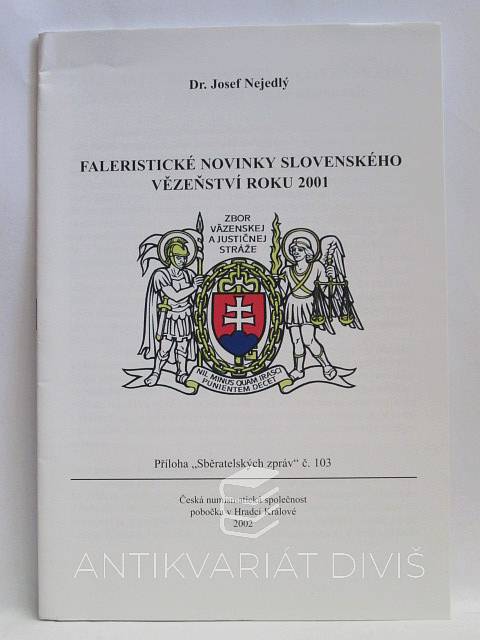 Dr. Josef Nejedlý
FALERISTICKÉ NOVINKY SLOVENSKÉHO
VĚZEŇSTVÍ ROKU 2001
ZBOR
VÄZENSKEJ
A JUSTIČNEJ
STRÁŽE
NIL MINUS QUAM IRASCI
PUNIENTEM DECET
Příloha „Sběratelských zpráv“ č. 103
Česká numismatická společnost
pobočka v Hradci Králové
2002
ANTIKVARIÁT DIVIŠ